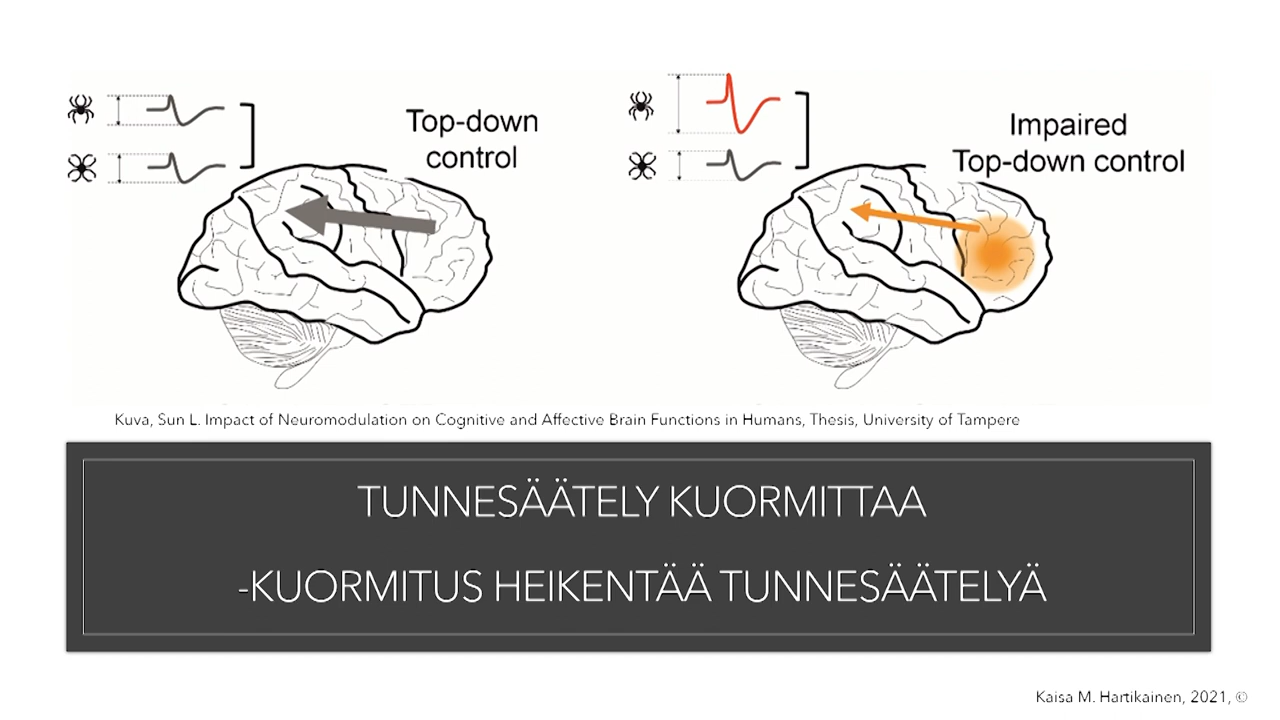 Top-down
control
Impaired
Top-down control
Kuva, Sun L. Impact of Neuromodulation on Cognitive and Affective Brain Functions in Humans, Thesis, University of Tampere
TUNNESÄÄTELY KUORMITTAA
-KUORMITUS HEIKENTÄÄ TUNNESÄÄTELYÄ
Kaisa M. Hartikainen, 2021, ©